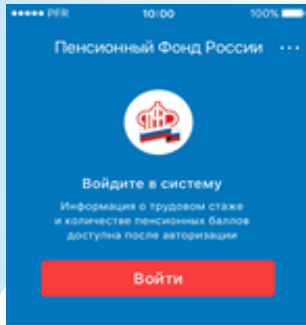 PFR 10:00 100%
Пенсионный Фонд России ...
Войдите в систему
Информация о трудовом стаже
и количестве пенсионных баллов
доступна после авторизации
Войти